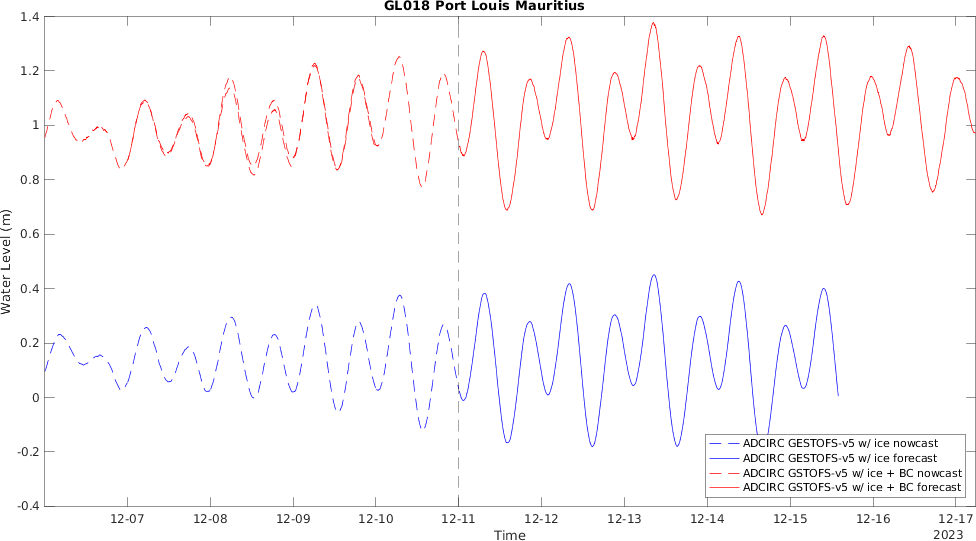 GL018 Port Louis Mauritius
1.4
1.2
1
0.8
0.6
0.4
0.2
0
-0.2
-0.4
Water Level (m)
ADCIRC GESTOFS-v5 w/ ice nowcast
ADCIRC GESTOFS-v5 w/ ice forecast
ADCIRC GSTOFS-v5 w/ ice + BC nowcast
ADCIRC GSTOFS-v5 w/ ice + BC forecast
12-07 12-08 12-09 12-10 12-11 12-12 12-13 12-14 12-15 12-16 12-17
Time
2023